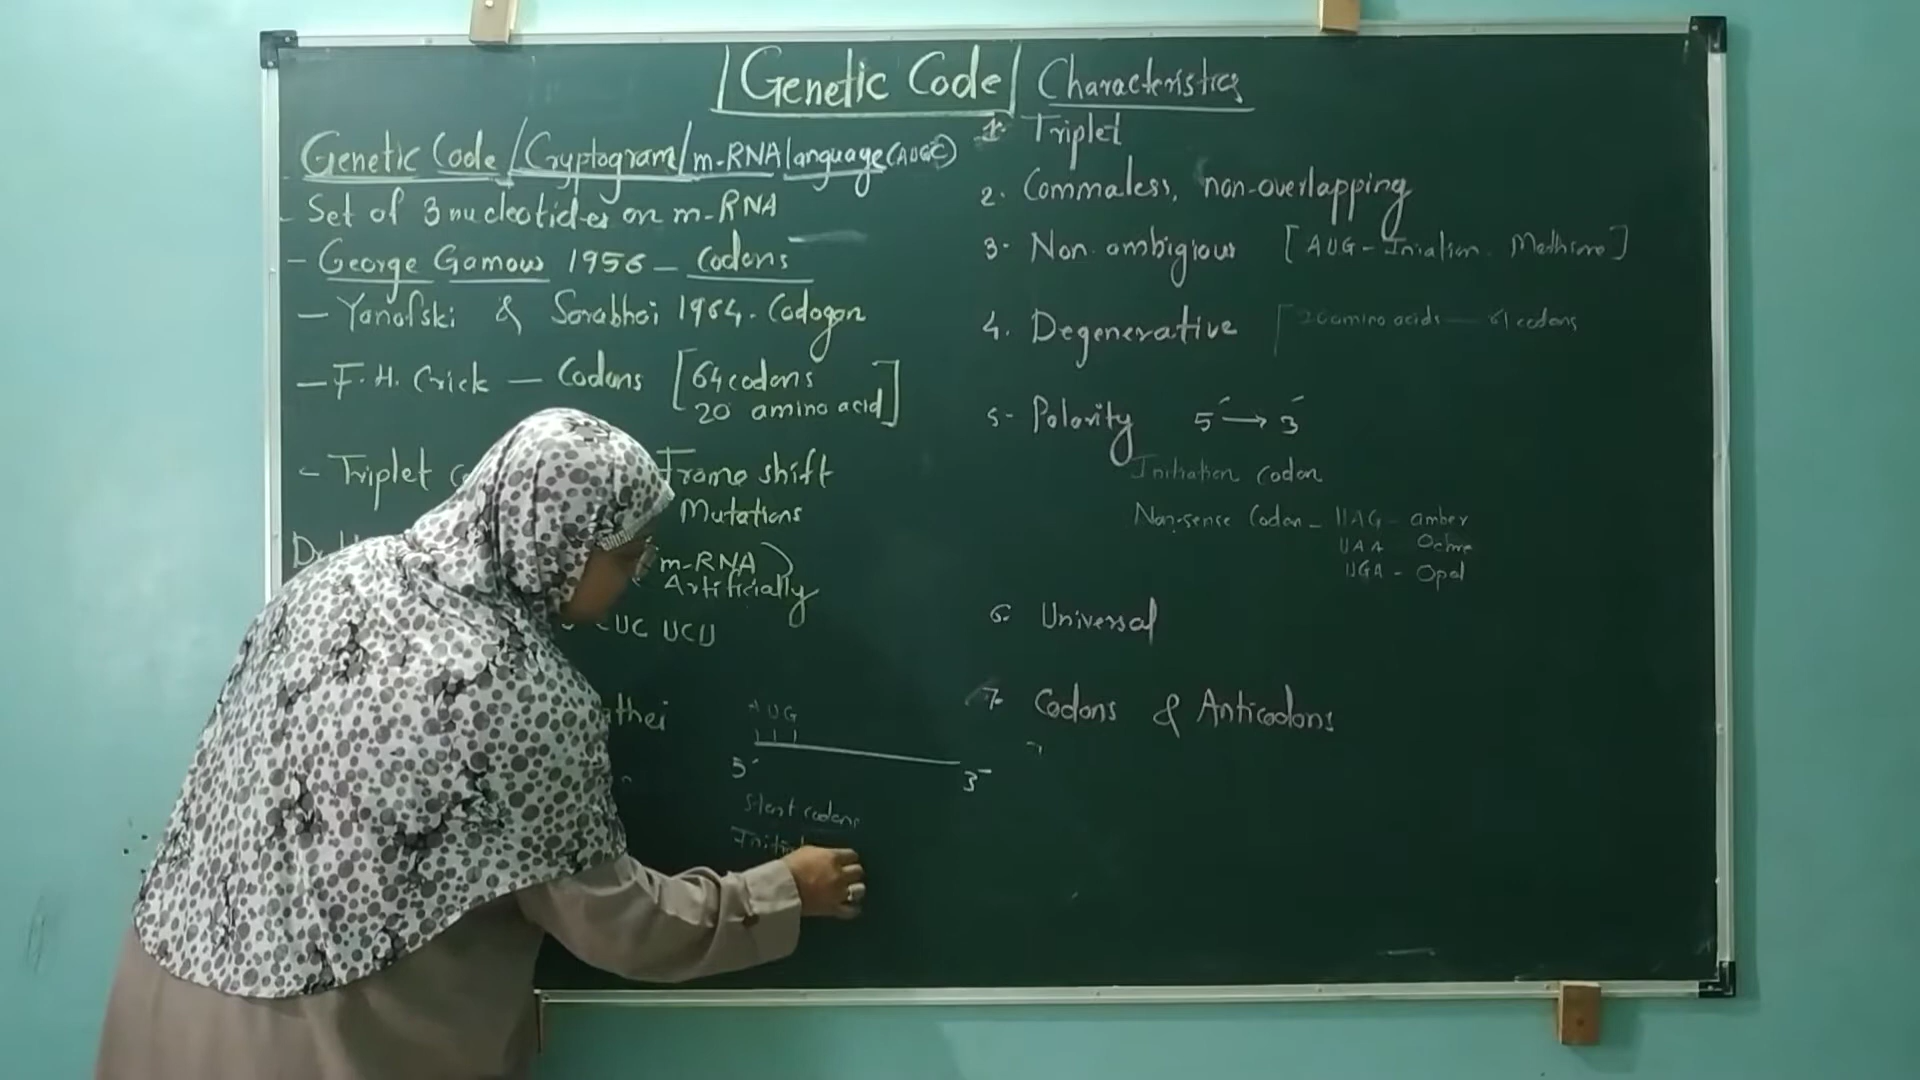 Genetic Code Characteristics
Genetic Code / Cryptogram / m-RNA language (AUGC)
- Set of 3 nucleotides on m-RNA
- George Gamow 1956 - Codons
- Yanofski & Sarabhai 1964. Codogon
- F. H. Crick - Codons [64 codons
20 amino acid]
- Triplet Frame shift
Mutations
m-RNA)
Artificially
CUC UCU
athei
AUG
5´ 3´
Start codons
1. Triplet
2. Commaless, non-overlapping
3- Non-ambigious [AUG - Iniation
4. Degenerative [20 amino acids — 61 codons
5- Polarity 5´ → 3´
Initiation Codon
Non-sense Codon - UAG - amber
UAA Ochre
UGA - Opal
6. Universal
7. Codons & Anticodons